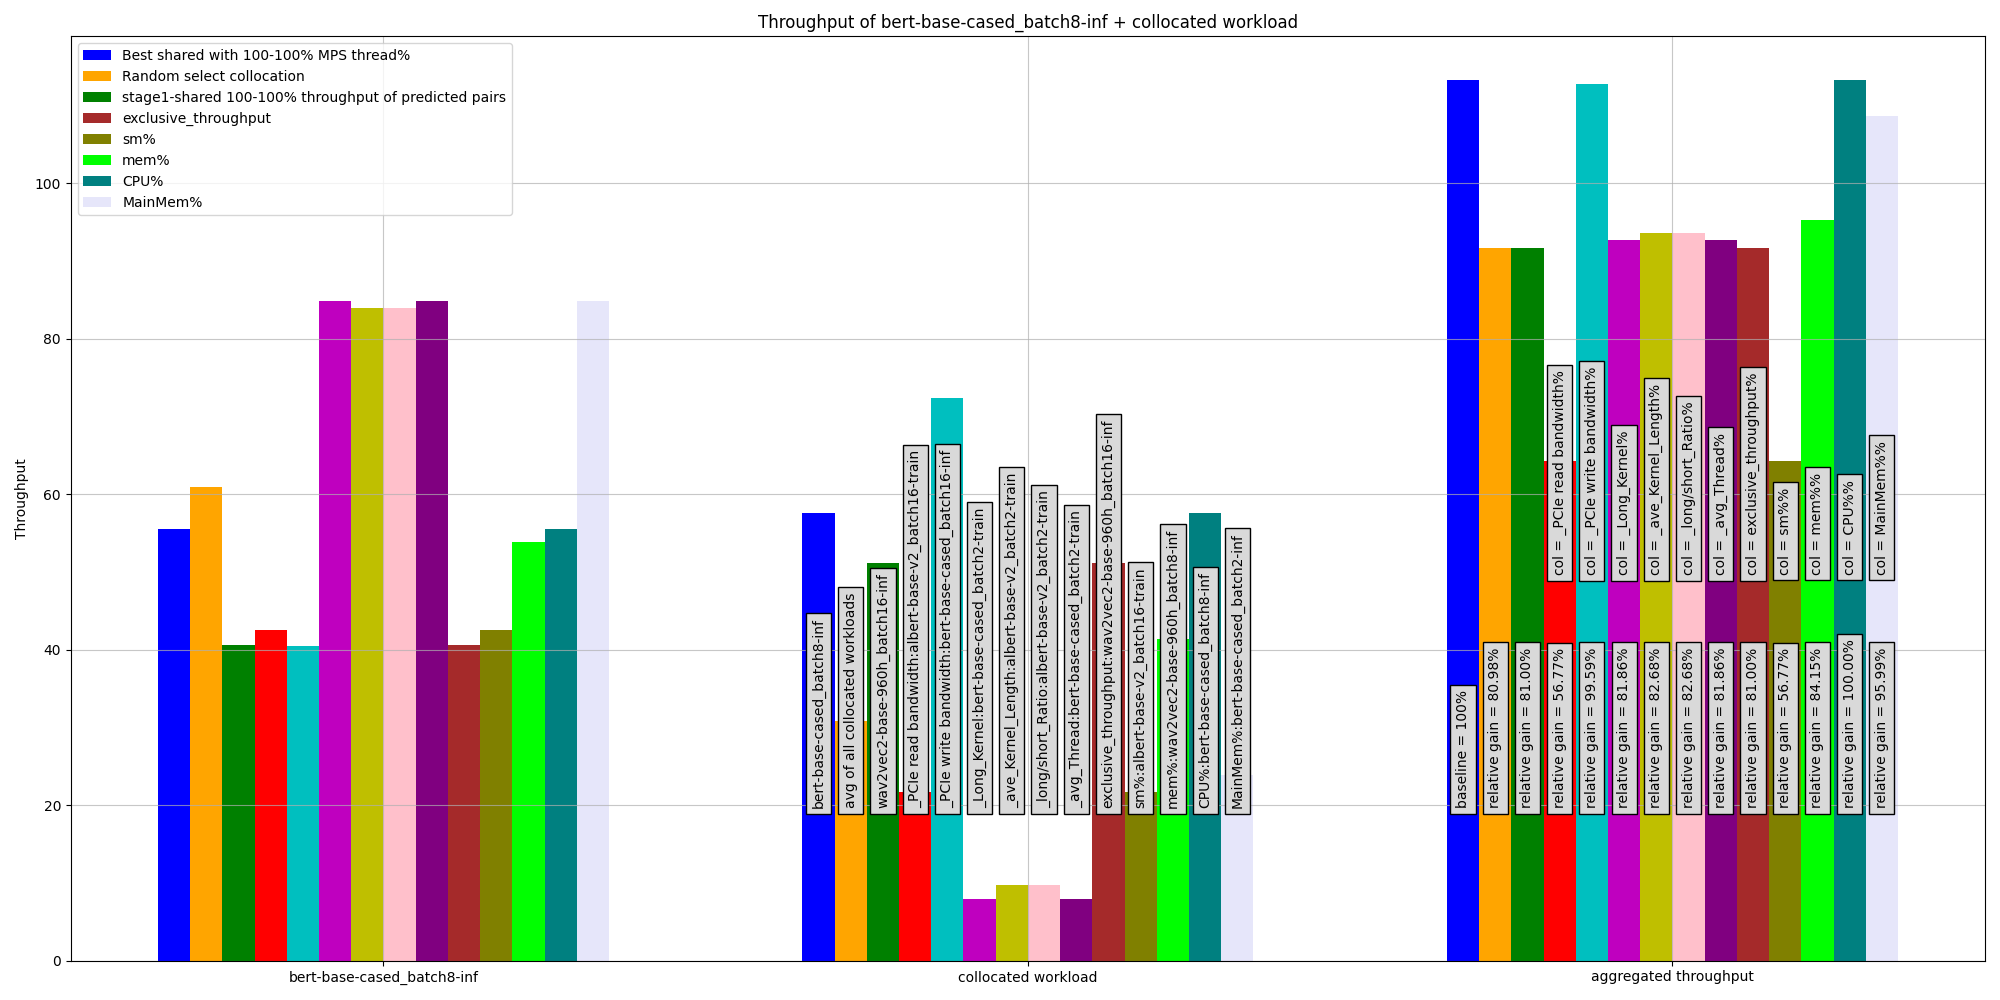 Throughput of bert-base-cased_batch8-inf + collocated workload
Best shared with 100-100% MPS thread%
Random select collocation
stage1-shared 100-100% throughput of predicted pairs
exclusive_throughput
sm%
mem%
CPU%
MainMem%
Throughput
100
80
60
40
20
0
bert-base-cased_batch8-inf
avg of all collocated workloads
wav2vec2-base-960h_batch16-inf
_PCIe read bandwidth:albert-base-v2_batch16-train
_PCIe write bandwidth:bert-base-cased_batch16-inf
_Long_Kernel:bert-base-cased_batch2-train
_ave_Kernel_Length:albert-base-v2_batch2-train
_long/short_Ratio:albert-base-v2_batch2-train
_avg_Thread:bert-base-cased_batch2-train
exclusive_throughput:wav2vec2-base-960h_batch16-inf
sm%:albert-base-v2_batch16-train
mem%:wav2vec2-base-960h_batch8-inf
CPU%:bert-base-cased_batch8-inf
MainMem%:bert-base-cased_batch2-inf
col = _PCIe read bandwidth%
col = _PCIe write bandwidth%
col = _Long_Kernel%
col = _ave_Kernel_Length%
col = _long/short_Ratio%
col = _avg_Thread%
col = exclusive_throughput%
col = sm%%
col = mem%%
col = CPU%%
col = MainMem%%
baseline = 100%
relative gain = 80.98%
relative gain = 81.00%
relative gain = 56.77%
relative gain = 99.59%
relative gain = 81.86%
relative gain = 82.68%
relative gain = 82.68%
relative gain = 81.86%
relative gain = 81.00%
relative gain = 56.77%
relative gain = 84.15%
relative gain = 100.00%
relative gain = 95.99%
bert-base-cased_batch8-inf
collocated workload
aggregated throughput